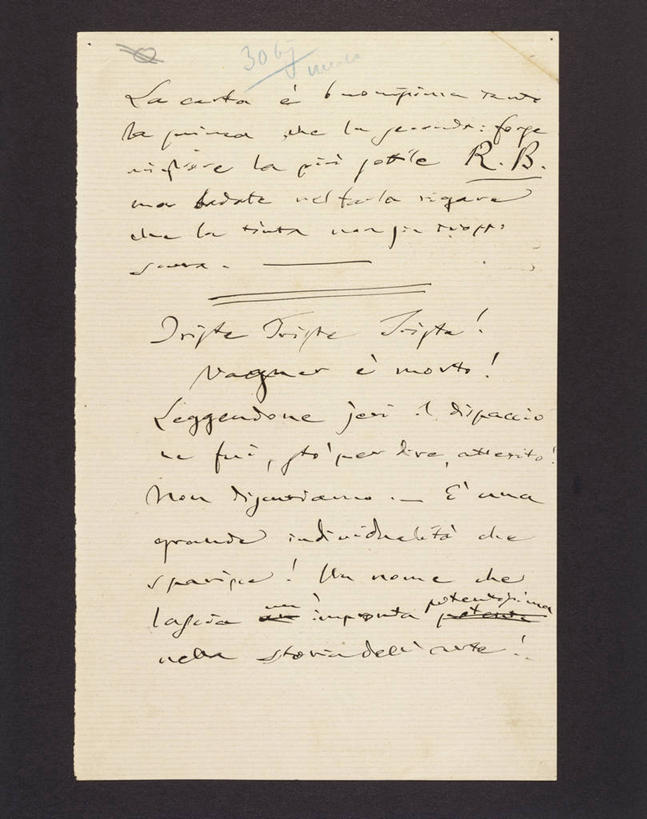 306
La carta è buonissima tanto
la prima che la seconda: forse
migliore la più sottile R. B.
ma badate nel farla rigare
che la tinta non sia troppo
scura. —
Triste Triste Triste!
Vagner è morto!
Leggendone jeri il dispaccio
ne fui, sto per dire, atterrito!
Non discutiamo. — È una
grande individualità che
sparisce! Un nome che
lascia un' impronta potentissima potente
nella storia dell'arte!